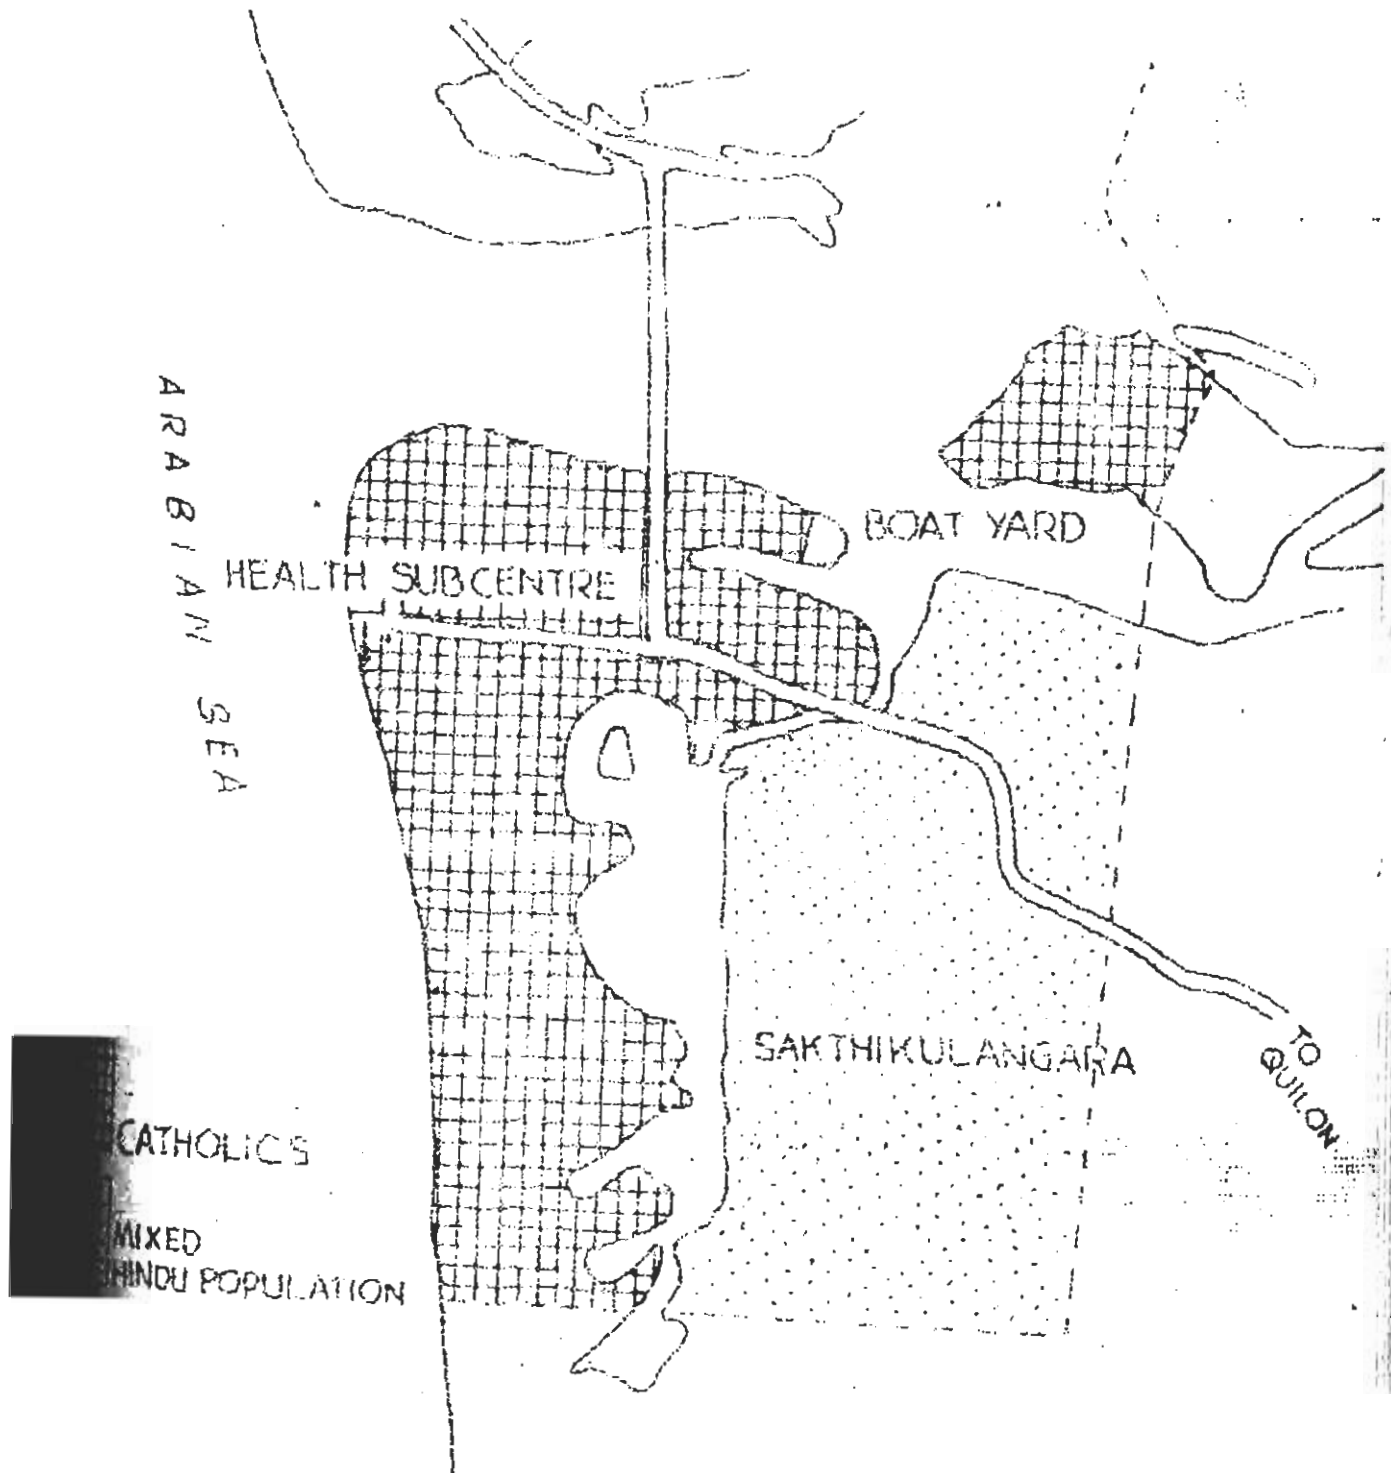 ARABIAN SEA
BOAT YARD
HEALTH SUBCENTRE
SAKTHIKULANGARA
TO
QUILON
CATHOLICS
MIXED
HINDU POPULATION